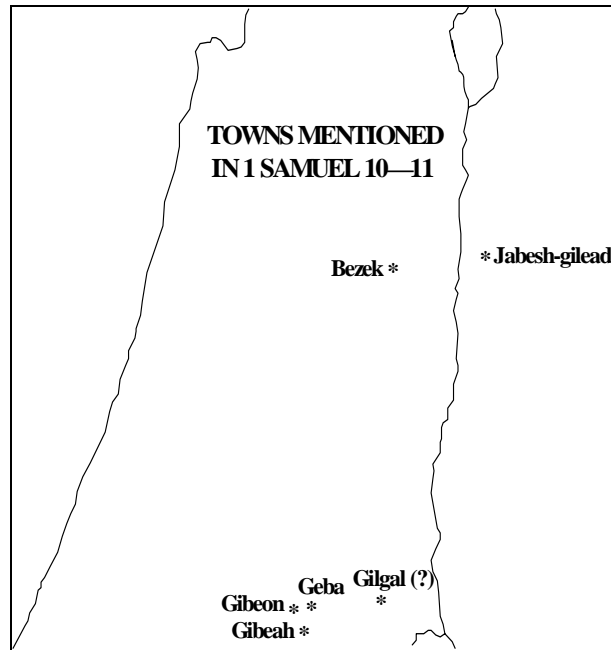 TOWNS MENTIONED
IN 1 SAMUEL 10—11
* Jabesh-gilead
Bezek *
Gilgal (?)
*
Geba
*
Gibeon *
Gibeah *